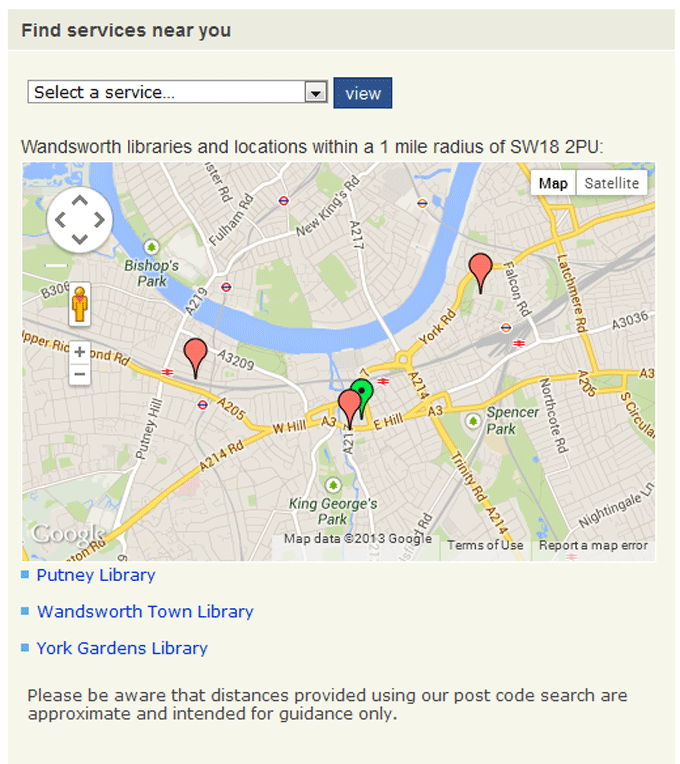 Find services near you
Select a service...
view
Wandsworth libraries and locations within a 1 mile radius of SW18 2PU:
Map
Satellite
Fulham Rd
New King's Rd
A217
Bishop's
Park
B306
A219
Falcon Rd
Latchmere Rd
York Rd
A3036
Upper Richmond Rd
A3209
A205
Putney Hill
A214 Rd
W Hill
A3
E Hill
A3
A214
A205
A3
S Circular
Northcote Rd
Spencer
Park
Trinity Rd
A214
King George's
Park
Nightingale Ln
Google
Map data ©2013 Google
Terms of Use
Report a map error
Putney Library
Wandsworth Town Library
York Gardens Library
Please be aware that distances provided using our post code search are
approximate and intended for guidance only.